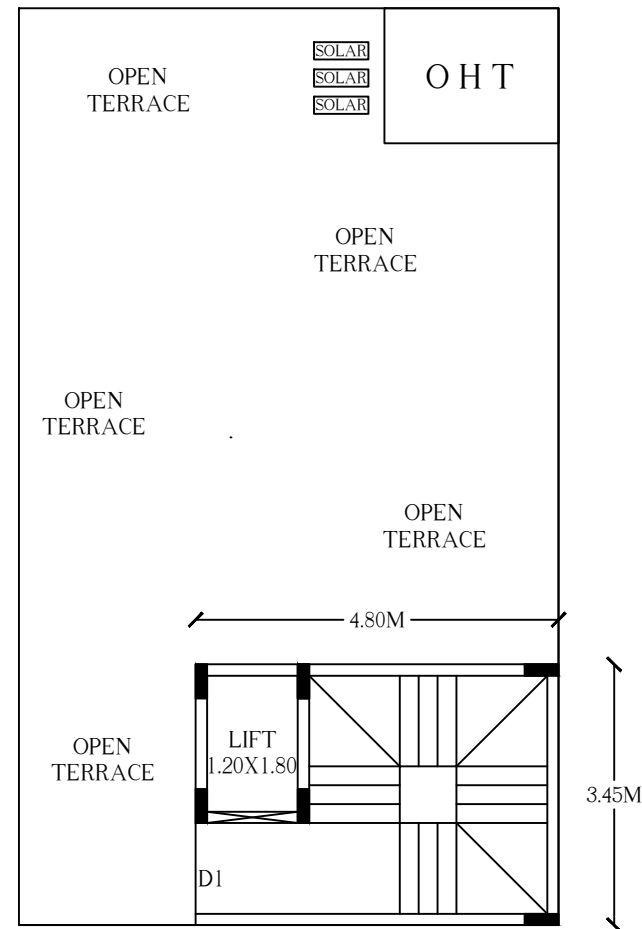 SOLAR
SOLAR
SOLAR
O H T
OPEN
TERRACE
OPEN
TERRACE
OPEN
TERRACE
OPEN
TERRACE
4.80M
LIFT
1.20X1.80
OPEN
TERRACE
3.45M
D1